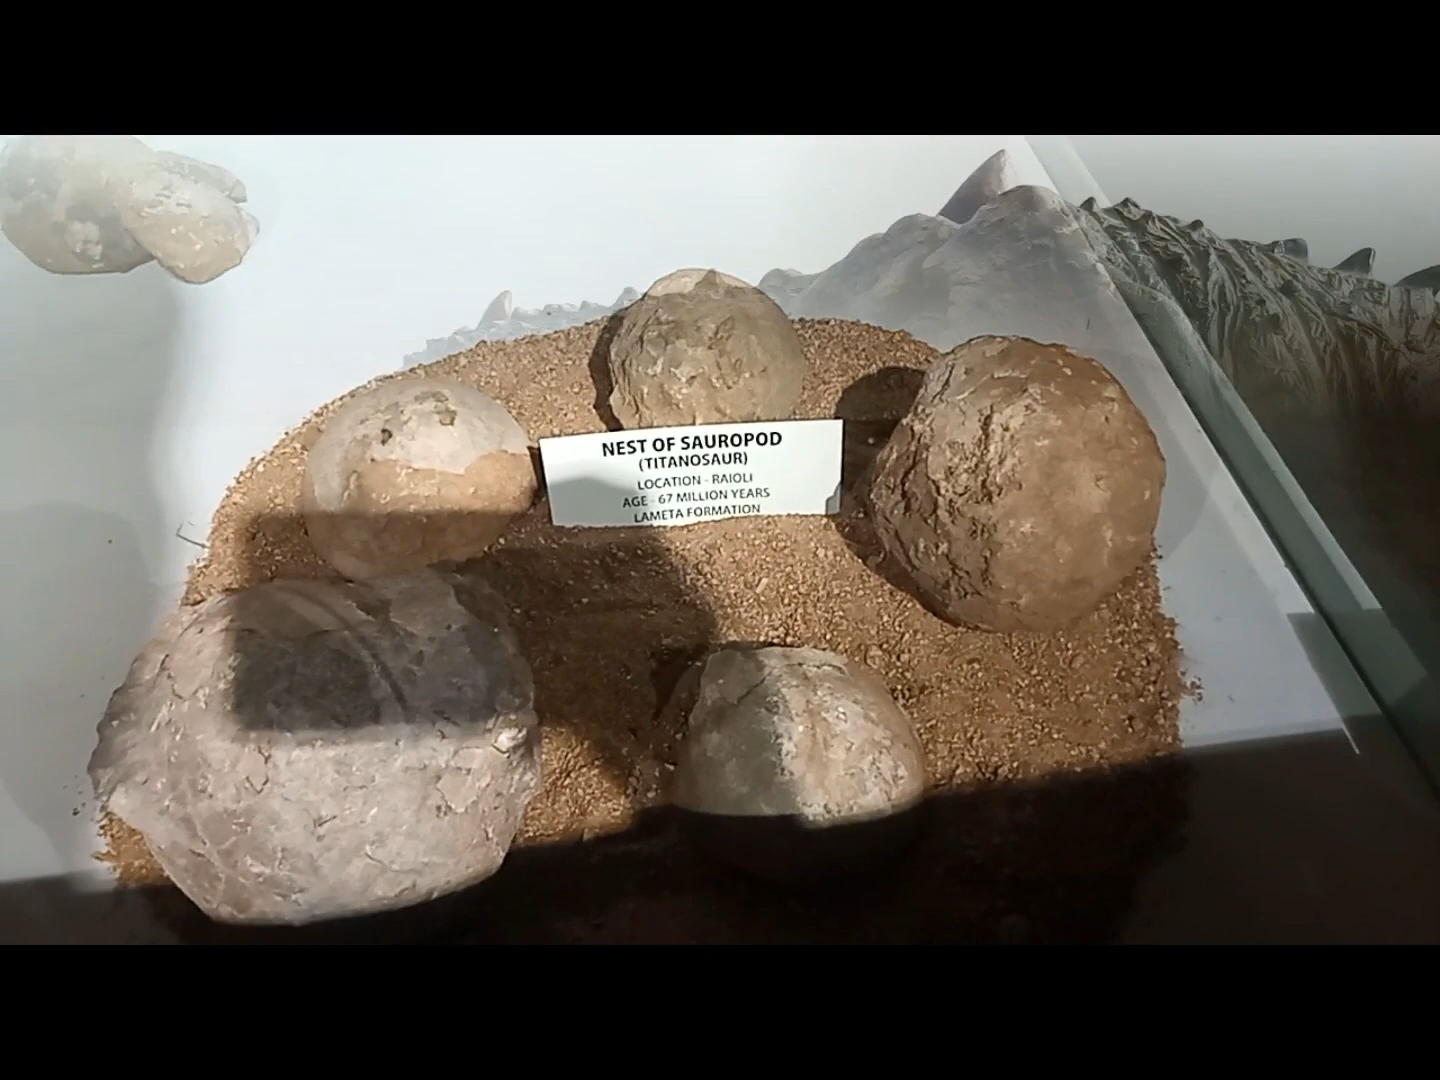 NEST OF SAUROPOD
(TITANOSAUR)
LOCATION - RAIOLI
AGE - 67 MILLION YEARS
LAMETA FORMATION